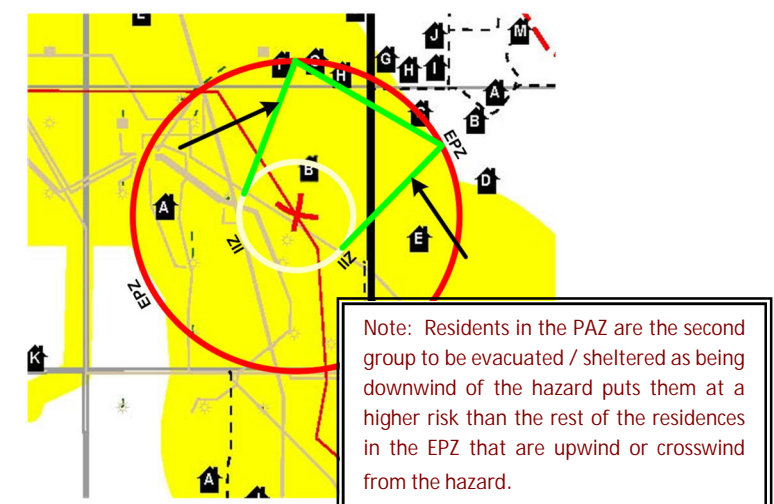 L
J
M
F
G
H
G
H
I
A
C
B
EPZ
B
D
A
E
IIZ
IIZ
EPZ
K
A
Note: Residents in the PAZ are the second
group to be evacuated / sheltered as being
downwind of the hazard puts them at a
higher risk than the rest of the residences
in the EPZ that are upwind or crosswind
from the hazard.